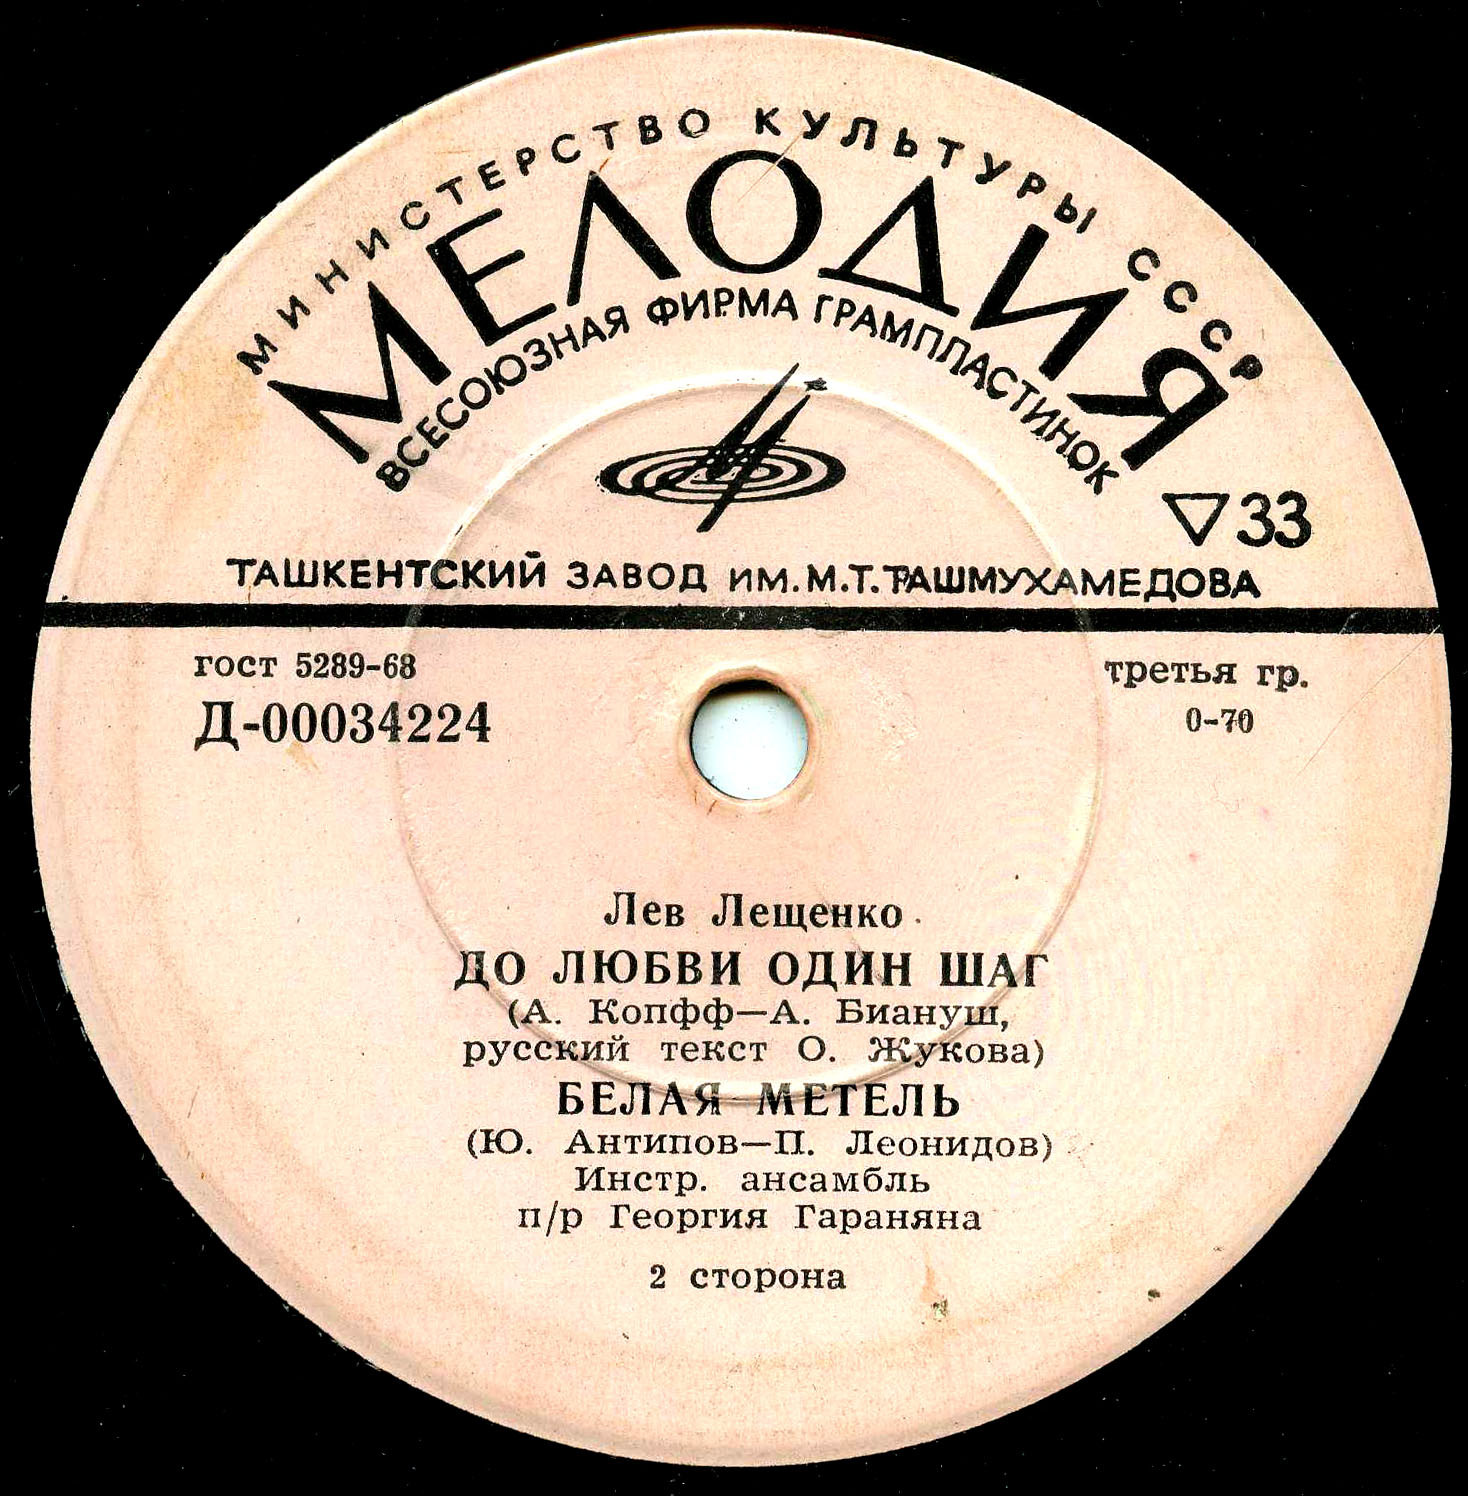 МИНИСТЕРСТВО КУЛЬТУРЫ СССР
МЕЛОДИЯ
ВСЕСОЮЗНАЯ ФИРМА ГРАМПЛАСТИНОК
▽33
ТАШКЕНТСКИЙ ЗАВОД ИМ. М.Т. ТАШМУХАМЕДОВА
гост 5289-68
третья гр.
Д-00034224
0-70
Лев Лещенко
ДО ЛЮБВИ ОДИН ШАГ
(А. Копфф—А. Биануш,
русский текст О. Жукова)
БЕЛАЯ МЕТЕЛЬ
(Ю. Антипов—П. Леонидов)
Инстр. ансамбль
п/р Георгия Гараняна
2 сторона